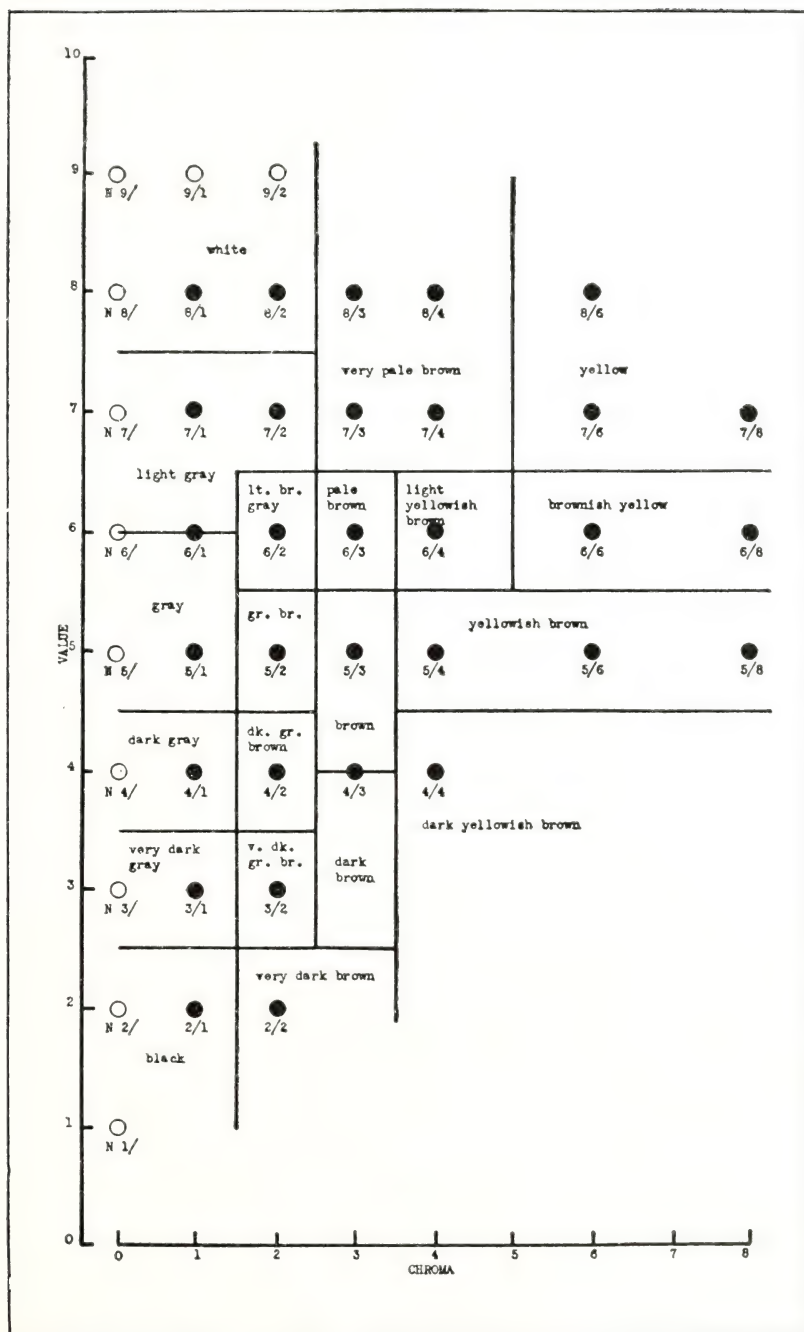 10
9
N 9/ 9/1 9/2
white
8
N 8/ 8/1 8/2 8/3 8/4 8/6
very pale brown yellow
7
N 7/ 7/1 7/2 7/3 7/4 7/6 7/8
light gray
lt. br.
gray
pale
brown
light
yellowish
brown
brownish yellow
6
N 6/ 6/1 6/2 6/3 6/4 6/6 6/8
gray
gr. br.
yellowish brown
5
VALUE
N 5/ 5/1 5/2 5/3 5/4 5/6 5/8
dark gray
dk. gr.
brown
brown
4
N 4/ 4/1 4/2 4/3 4/4
dark yellowish brown
very dark
gray
v. dk.
gr. br.
dark
brown
3
N 3/ 3/1 3/2
very dark brown
2
N 2/ 2/1 2/2
black
1
N 1/
0
0 1 2 3 4 5 6 7 8
CHROMA